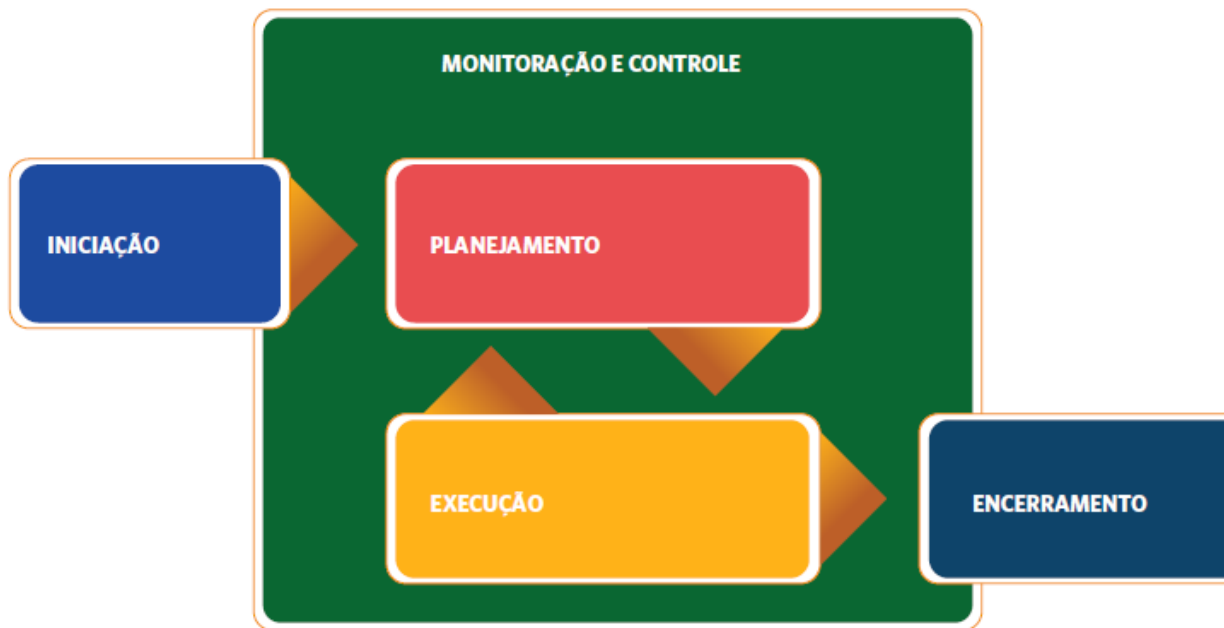 MONITORAÇÃO E CONTROLE
INICIAÇÃO
PLANEJAMENTO
EXECUÇÃO
ENCERRAMENTO